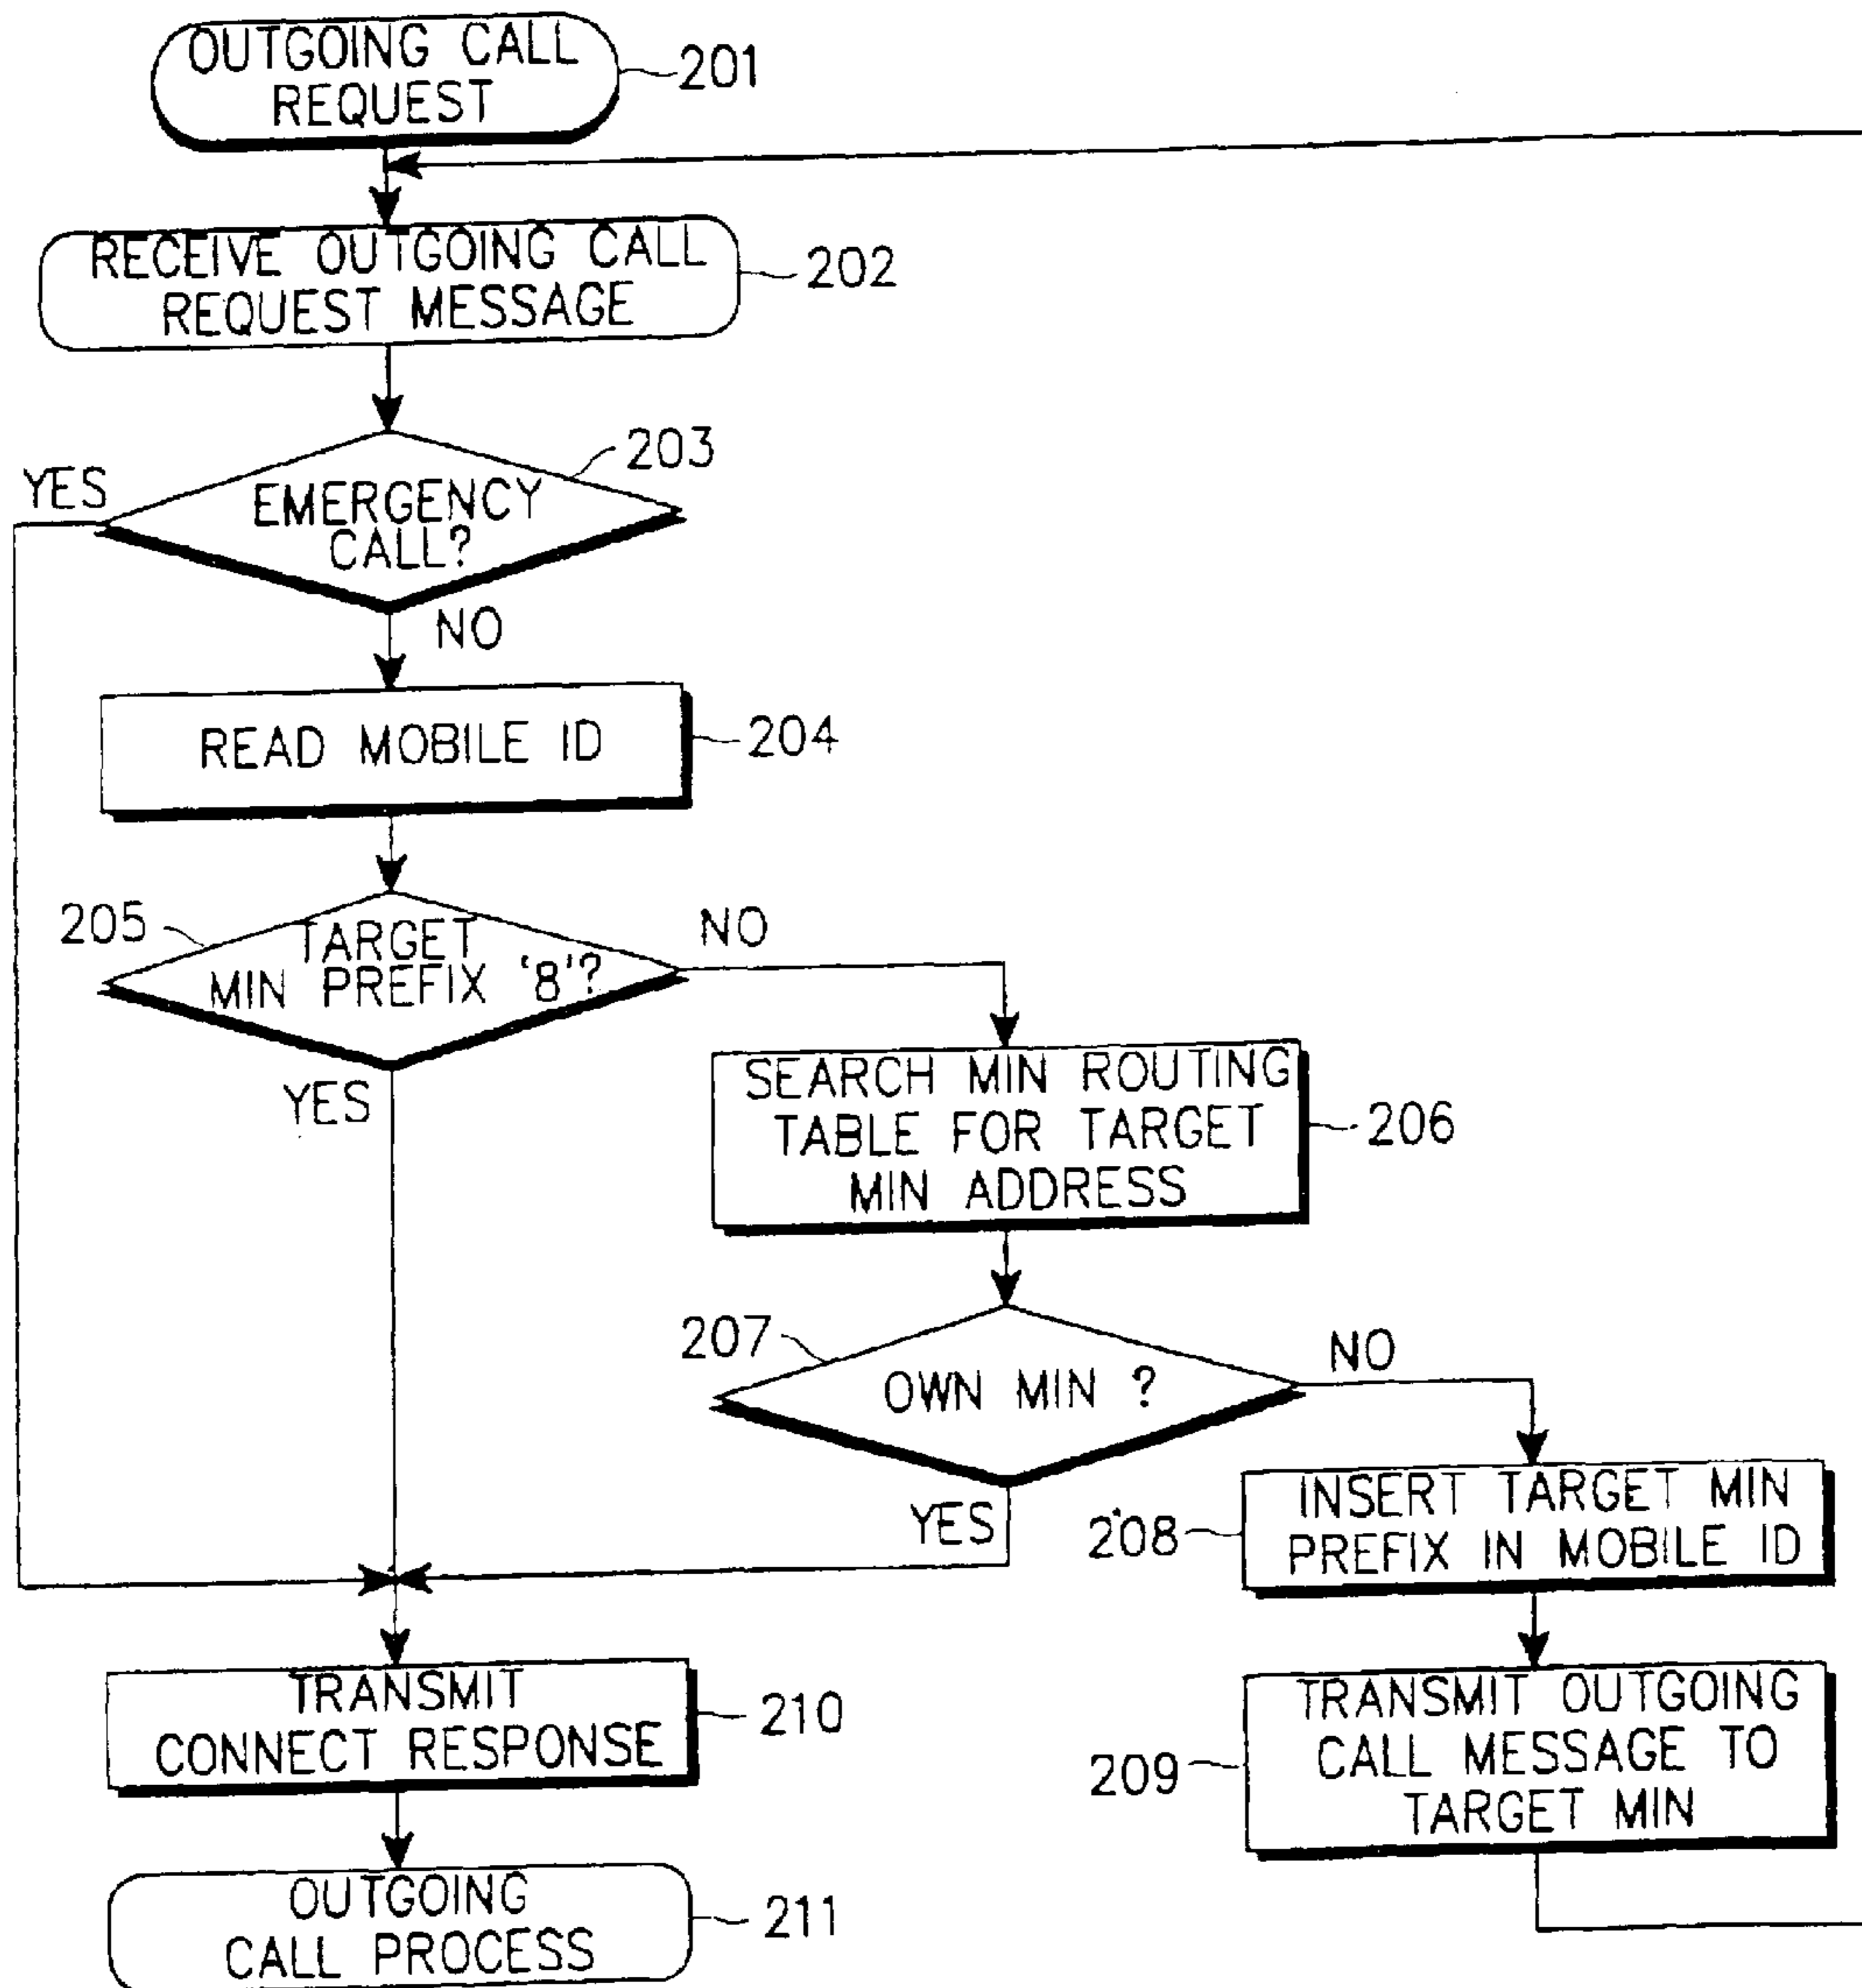 OUTGOING CALL
REQUEST
201
RECEIVE OUTGOING CALL
REQUEST MESSAGE
202
203
YES
EMERGENCY
CALL?
NO
READ MOBILE ID
204
205
TARGET
MIN PREFIX '8'?
NO
YES
SEARCH MIN ROUTING
TABLE FOR TARGET
MIN ADDRESS
206
207
OWN MIN ?
NO
YES
208
INSERT TARGET MIN
PREFIX IN MOBILE ID
TRANSMIT
CONNECT RESPONSE
210
209
TRANSMIT OUTGOING
CALL MESSAGE TO
TARGET MIN
OUTGOING
CALL PROCESS
211